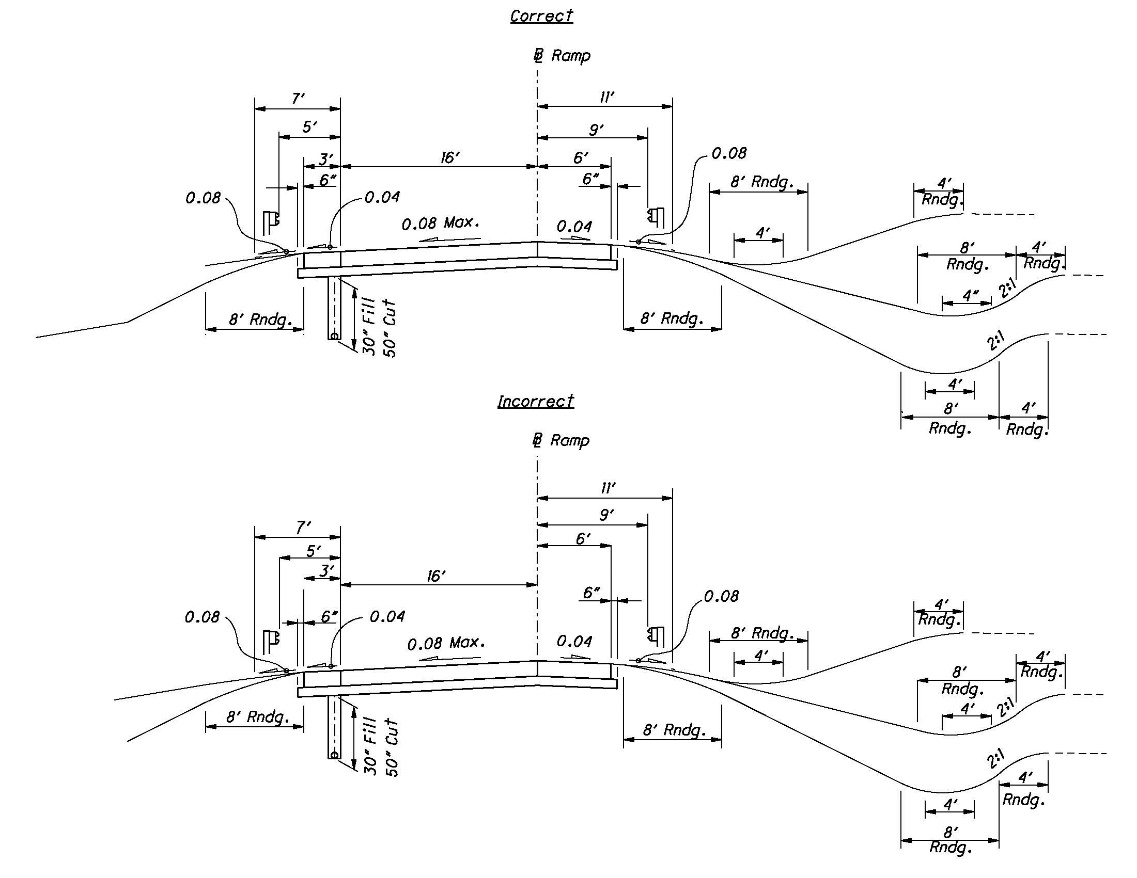 Correct
℄ Ramp
7' 11'
5' 9'
3' 16' 6'
6" 6" 0.08
8' Rndg. 4' Rndg.
0.08 0.04 0.08 Max. 0.04
4' 8' Rndg. 4' Rndg.
4" 2:1
8' Rndg. 30" Fill 50" Cut 8' Rndg. 2:1
4'
8' Rndg. 4' Rndg.
Incorrect
℄ Ramp
11'
7' 9'
5' 6'
3' 16'
6" 0.08
0.08 6" 0.04 0.08 Max. 0.04 8' Rndg. 4' Rndg.
4' 8' Rndg. 4' Rndg.
4' 2:1
8' Rndg. 30" Fill 50" Cut 8' Rndg. 2:1
4' Rndg.
4'
8' Rndg.